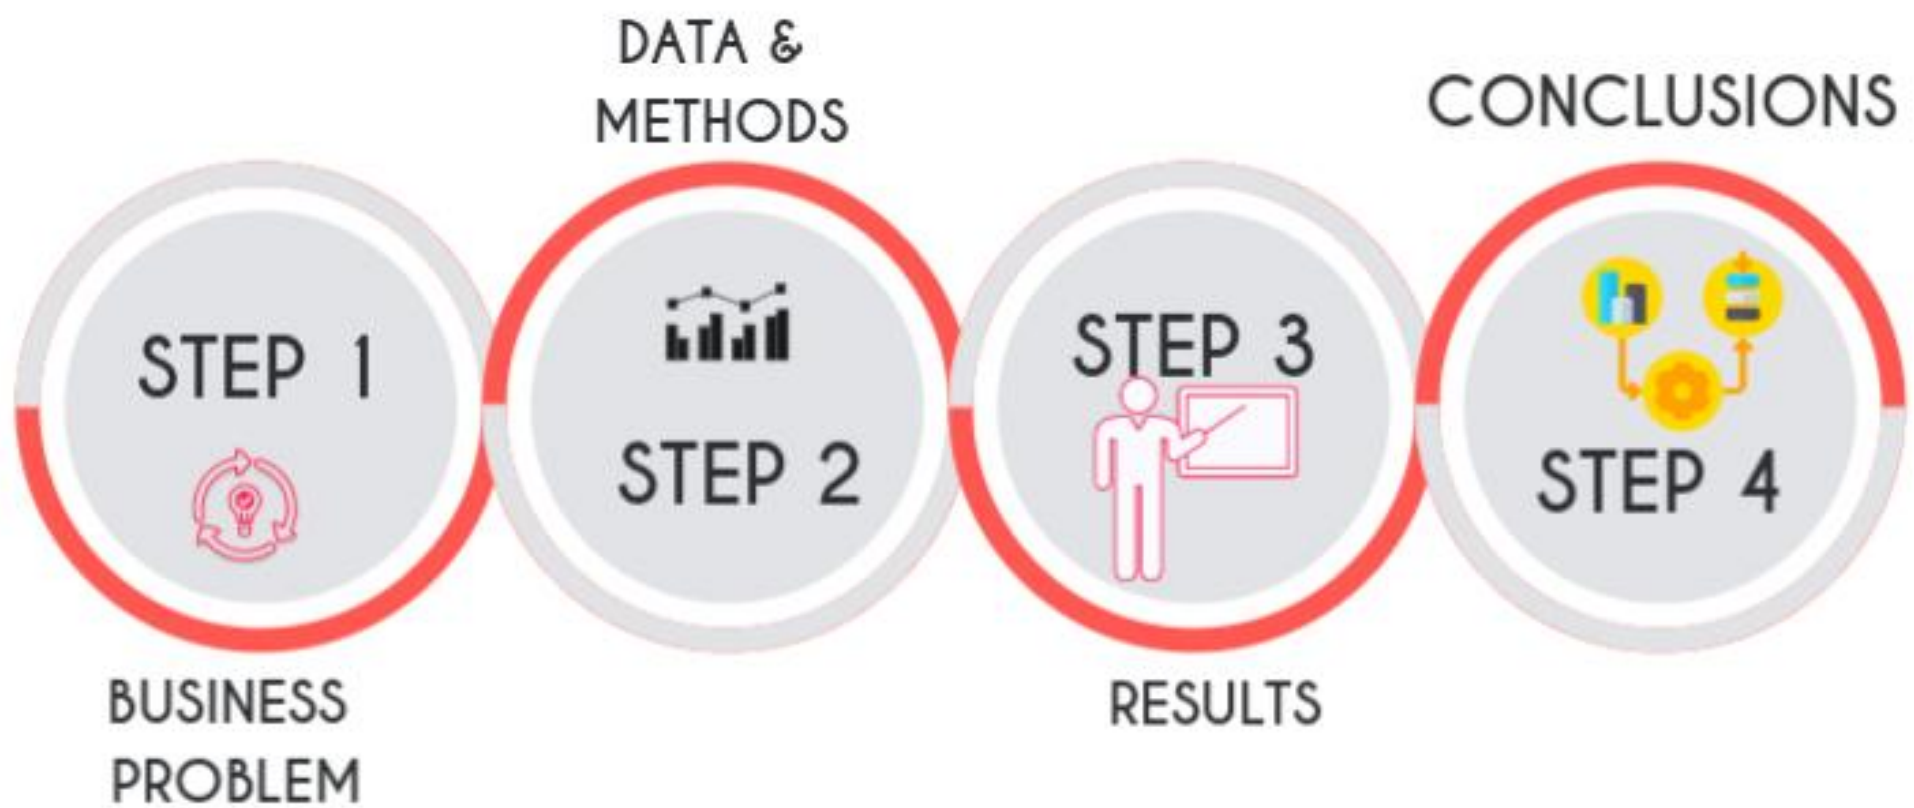 STEP 1
BUSINESS
PROBLEM
DATA &
METHODS
STEP 2
STEP 3
RESULTS
CONCLUSIONS
STEP 4